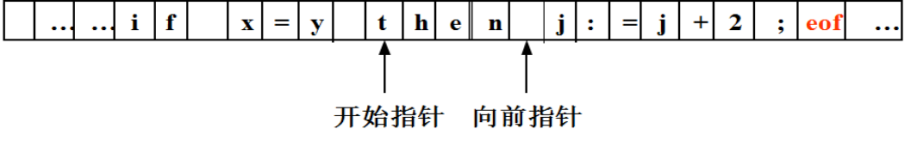 … … i f x = y t h e n j : = j + 2 ; eof …
开始指针 向前指针